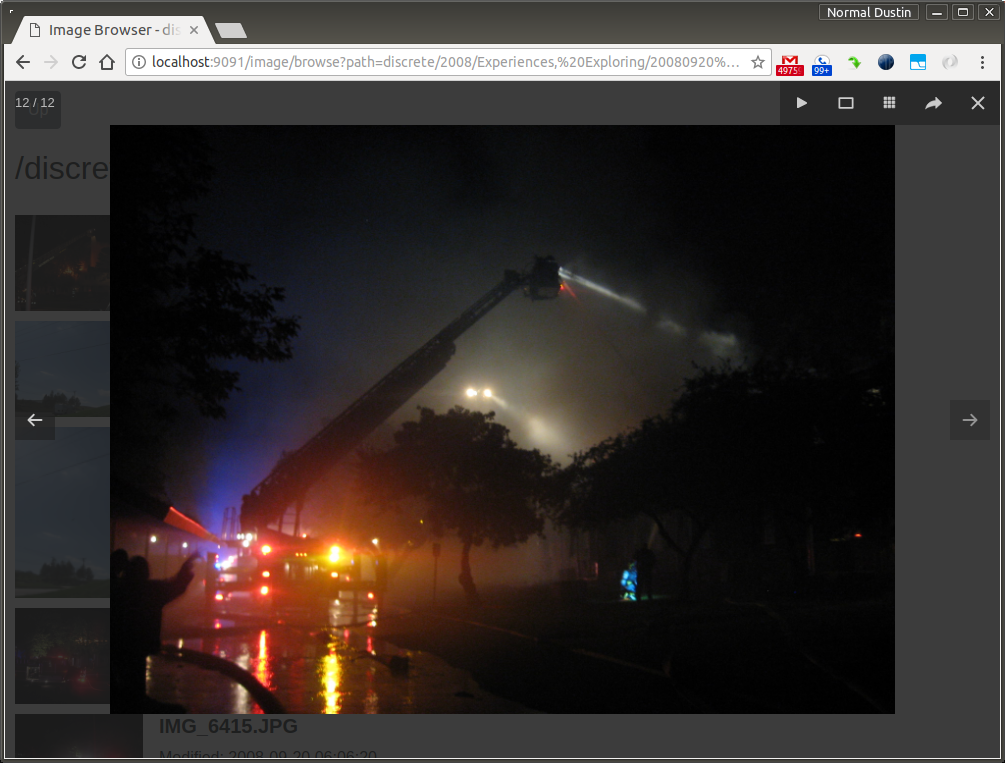 Normal Dustin
Image Browser - dis
localhost:9091/image/browse?path=discrete/2008/Experiences,%20Exploring/20080920%...
4975
99+
12 / 12
Up
/discre
IMG_6415.JPG
Modified: 2008-09-20 06:06:20